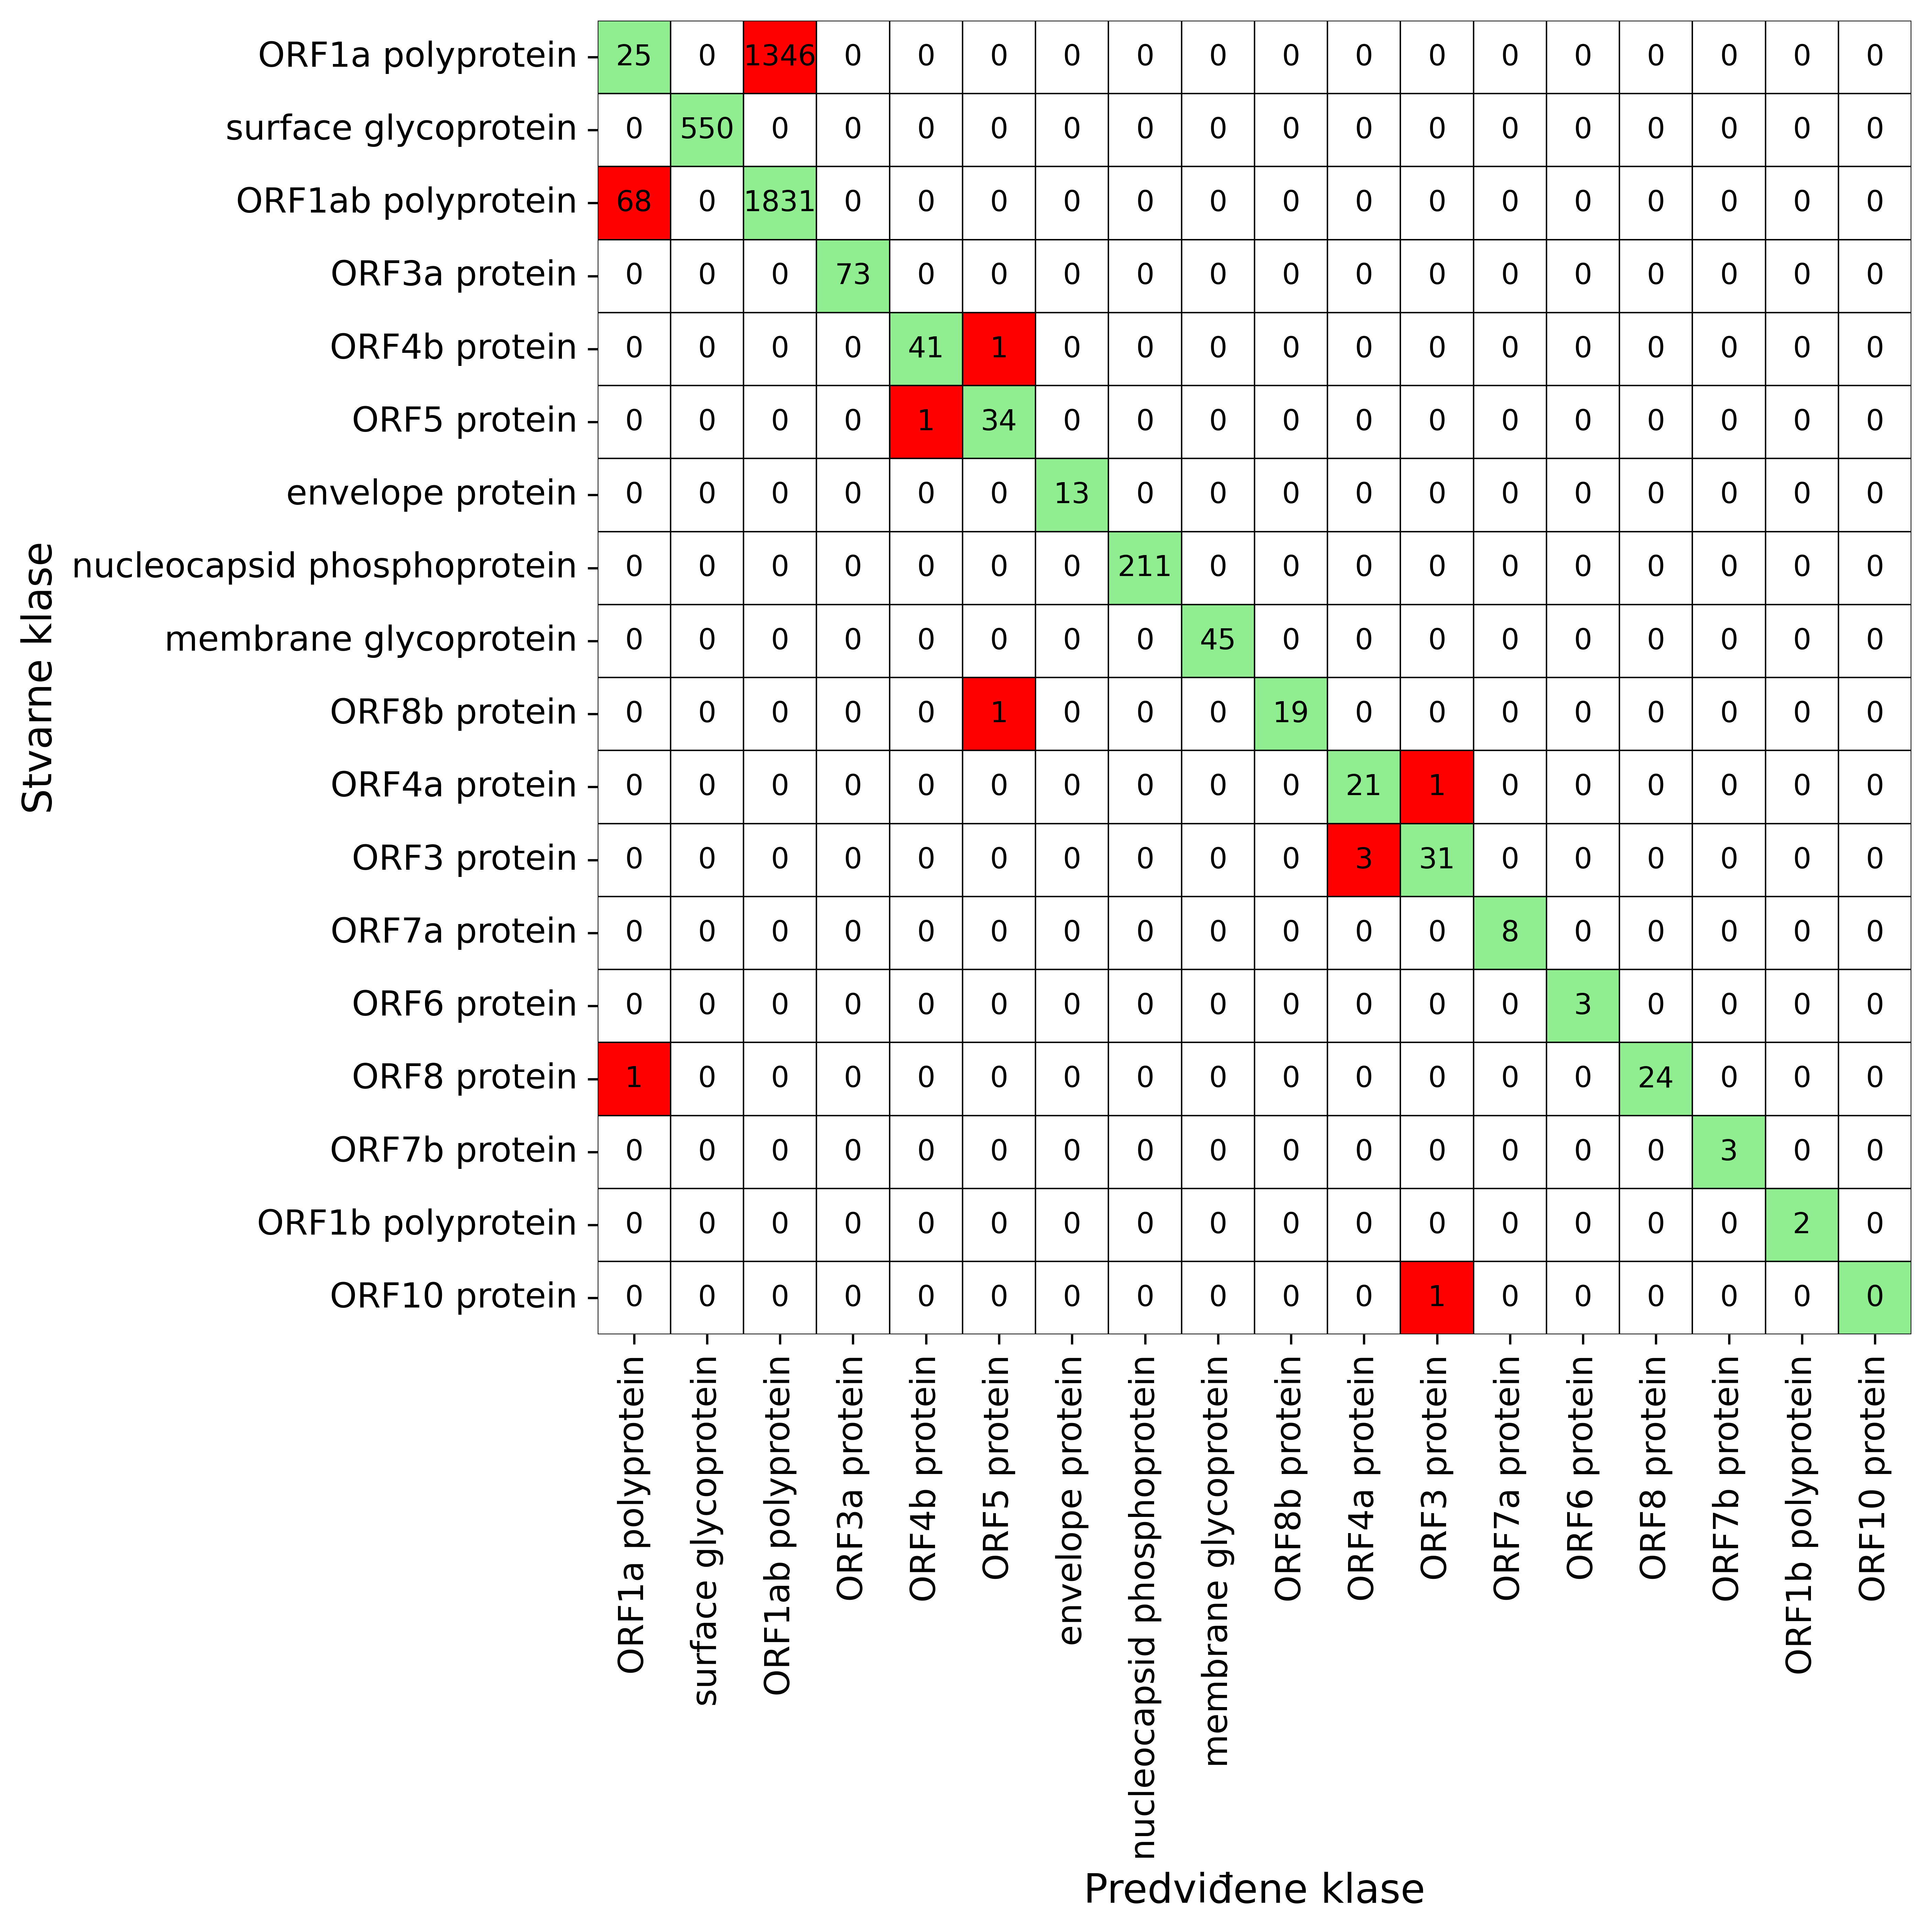 ORF1a polyprotein 25 0 1346 0 0 0 0 0 0 0 0 0 0 0 0 0 0 0
surface glycoprotein 0 550 0 0 0 0 0 0 0 0 0 0 0 0 0 0 0 0
ORF1ab polyprotein 68 0 1831 0 0 0 0 0 0 0 0 0 0 0 0 0 0 0
ORF3a protein 0 0 0 73 0 0 0 0 0 0 0 0 0 0 0 0 0 0
ORF4b protein 0 0 0 0 41 1 0 0 0 0 0 0 0 0 0 0 0 0
ORF5 protein 0 0 0 0 1 34 0 0 0 0 0 0 0 0 0 0 0 0
envelope protein 0 0 0 0 0 0 13 0 0 0 0 0 0 0 0 0 0 0
nucleocapsid phosphoprotein 0 0 0 0 0 0 0 211 0 0 0 0 0 0 0 0 0 0
membrane glycoprotein 0 0 0 0 0 0 0 0 45 0 0 0 0 0 0 0 0 0
ORF8b protein 0 0 0 0 0 1 0 0 0 19 0 0 0 0 0 0 0 0
ORF4a protein 0 0 0 0 0 0 0 0 0 0 21 1 0 0 0 0 0 0
ORF3 protein 0 0 0 0 0 0 0 0 0 0 3 31 0 0 0 0 0 0
ORF7a protein 0 0 0 0 0 0 0 0 0 0 0 0 8 0 0 0 0 0
ORF6 protein 0 0 0 0 0 0 0 0 0 0 0 0 0 3 0 0 0 0
ORF8 protein 1 0 0 0 0 0 0 0 0 0 0 0 0 0 24 0 0 0
ORF7b protein 0 0 0 0 0 0 0 0 0 0 0 0 0 0 0 3 0 0
ORF1b polyprotein 0 0 0 0 0 0 0 0 0 0 0 0 0 0 0 0 2 0
ORF10 protein 0 0 0 0 0 0 0 0 0 0 0 1 0 0 0 0 0 0
Stvarne klase
ORF1a polyprotein
surface glycoprotein
ORF1ab polyprotein
ORF3a protein
ORF4b protein
ORF5 protein
envelope protein
nucleocapsid phosphoprotein
membrane glycoprotein
ORF8b protein
ORF4a protein
ORF3 protein
ORF7a protein
ORF6 protein
ORF8 protein
ORF7b protein
ORF1b polyprotein
ORF10 protein
Predviđene klase